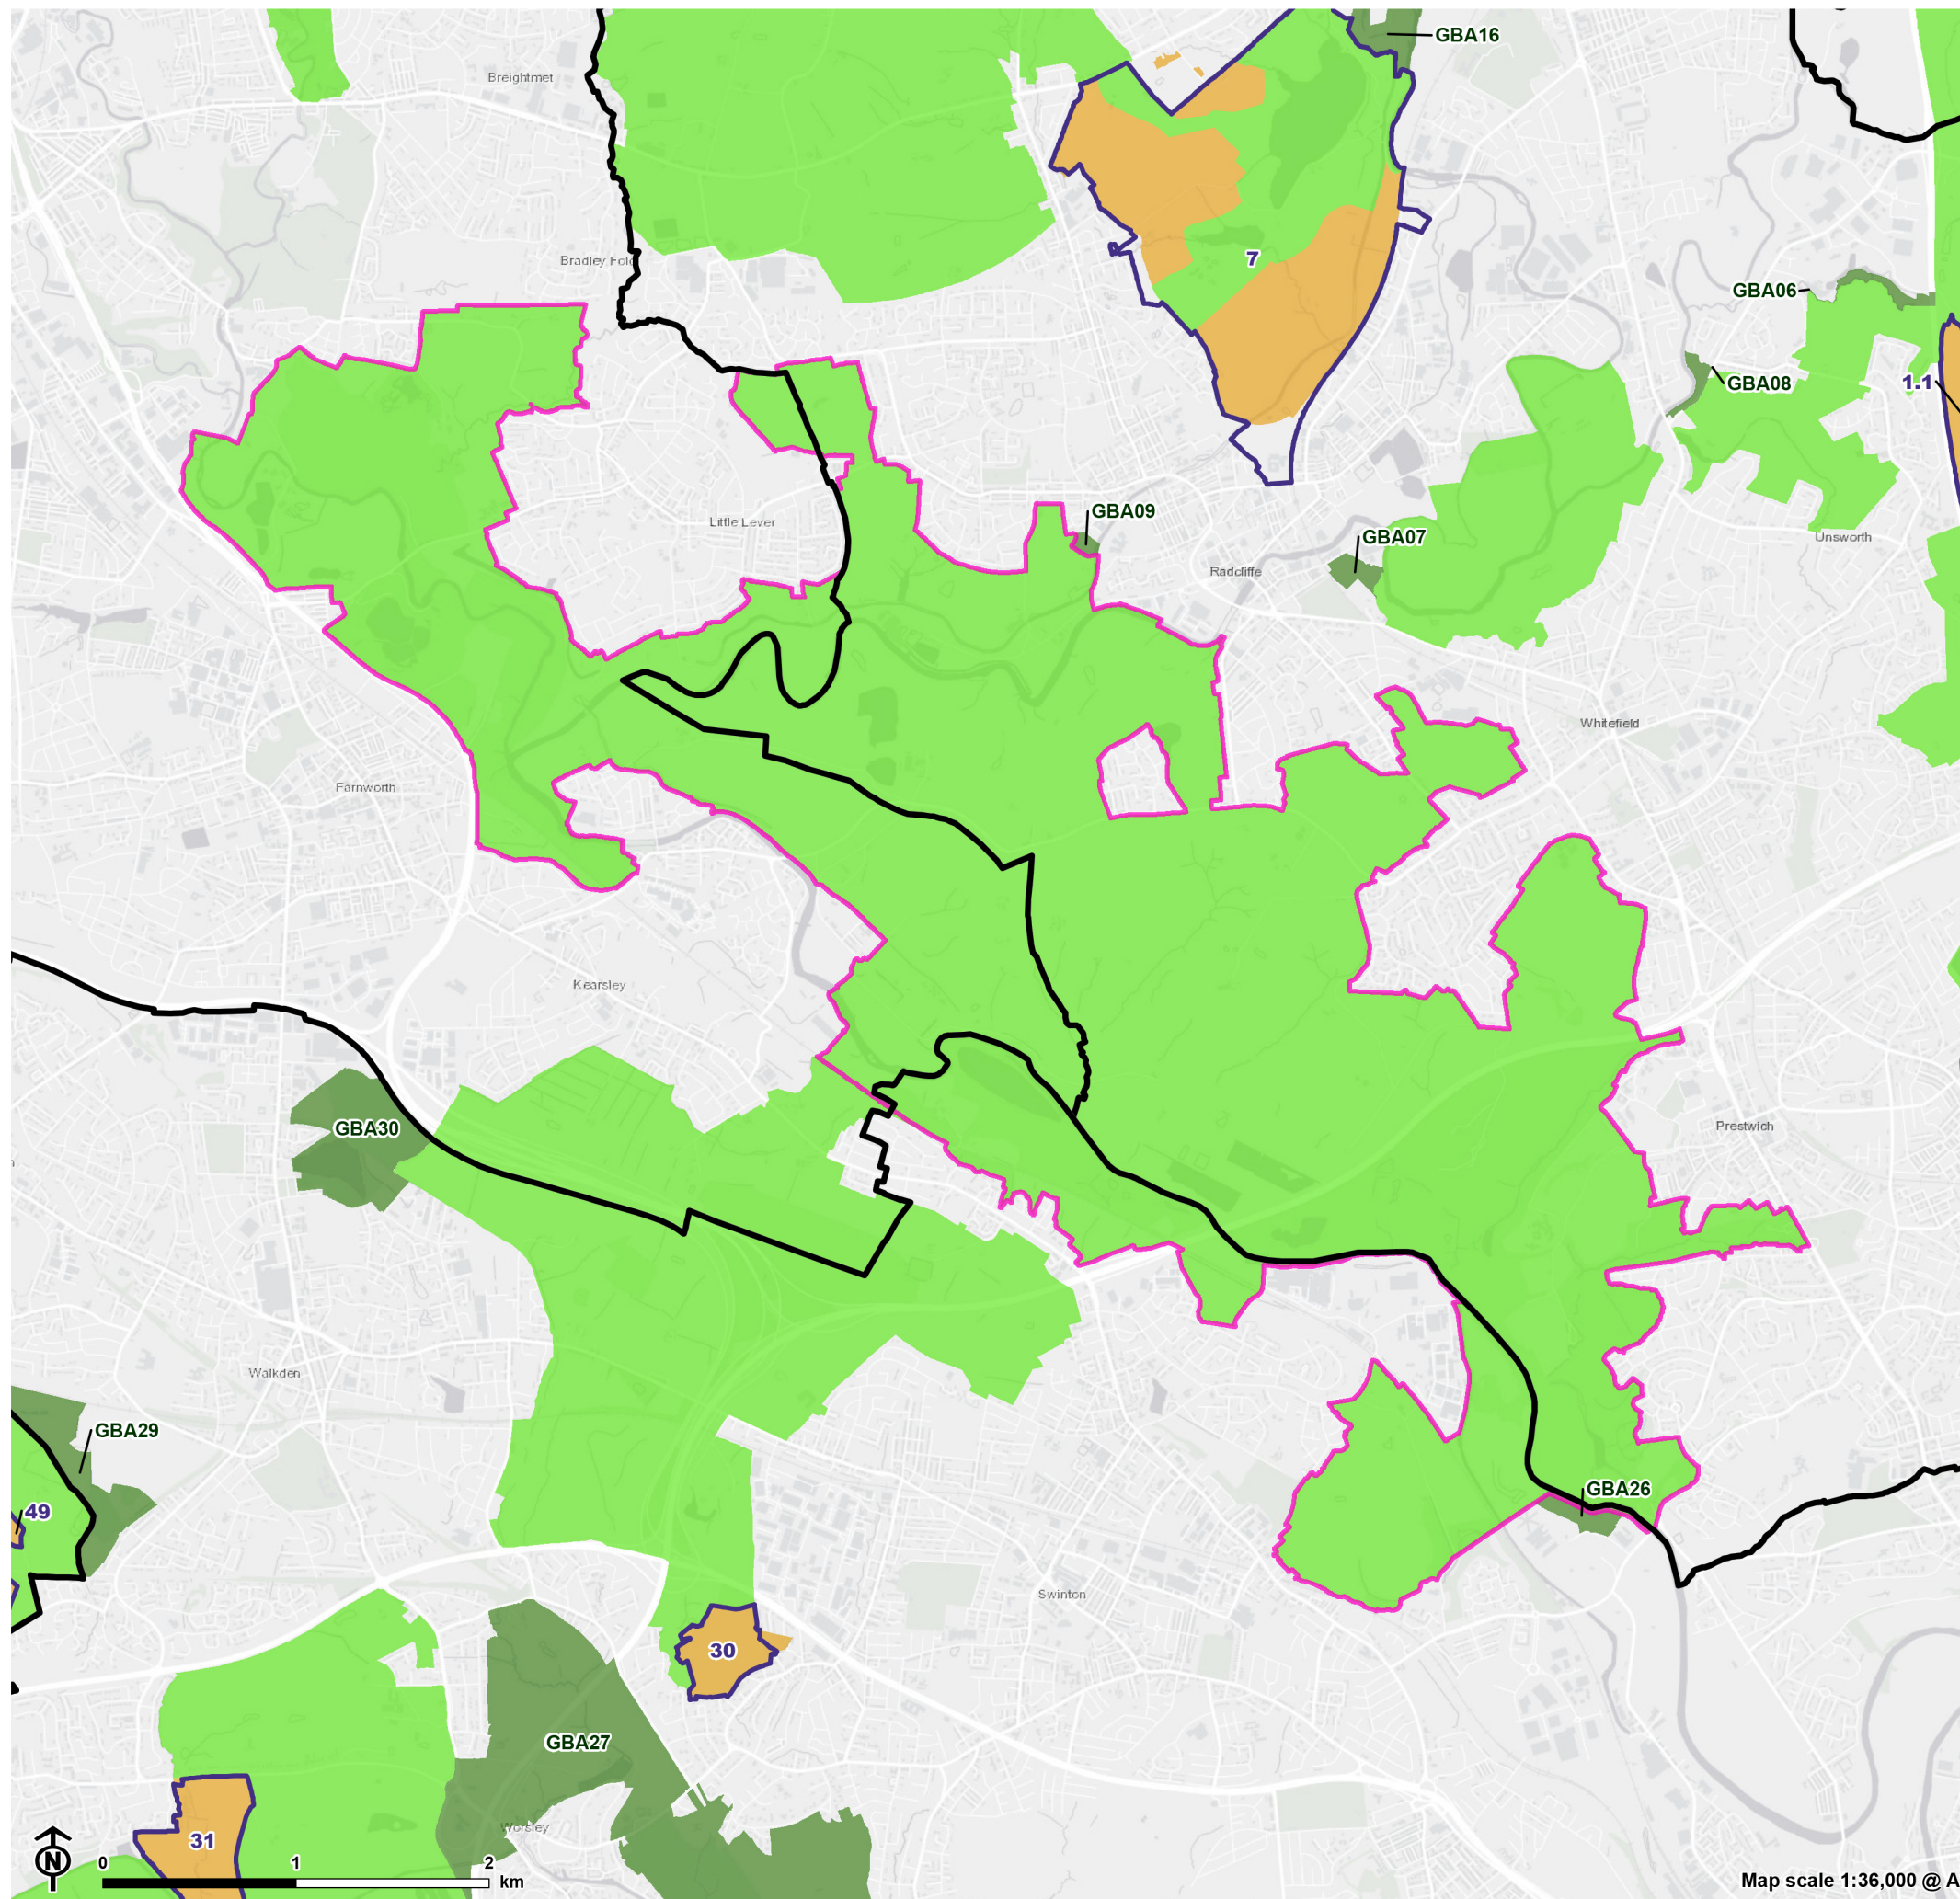 GBA16
Breightmet
Bradley Fold
7
GBA06
GBA08
1.1
GBA09
Little Lever
GBA07
Unsworth
Radcliffe
Whitefield
Farnworth
Kearsley
GBA30
Prestwich
Walkden
GBA29
49
GBA26
Swinton
30
GBA27
Worsley
31
N
0 1 2
km
Map scale 1:36,000 @ A